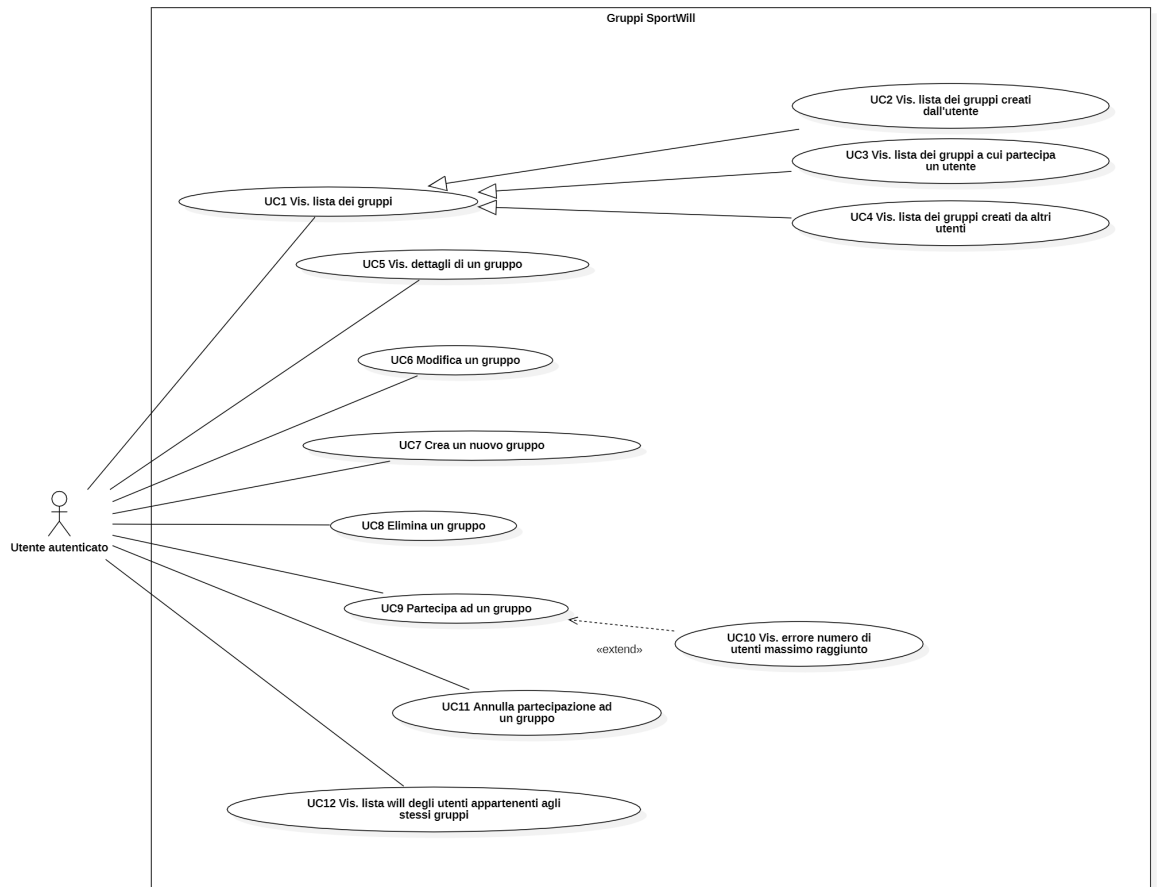 Gruppi SportWill
UC2 Vis. lista dei gruppi creati
dall'utente
UC3 Vis. lista dei gruppi a cui partecipa
un utente
UC1 Vis. lista dei gruppi
UC4 Vis. lista dei gruppi creati da altri
utenti
UC5 Vis. dettagli di un gruppo
UC6 Modifica un gruppo
UC7 Crea un nuovo gruppo
UC8 Elimina un gruppo
Utente autenticato
UC9 Partecipa ad un gruppo
UC10 Vis. errore numero di
utenti massimo raggiunto
«extend»
UC11 Annulla partecipazione ad
un gruppo
UC12 Vis. lista will degli utenti appartenenti agli
stessi gruppi